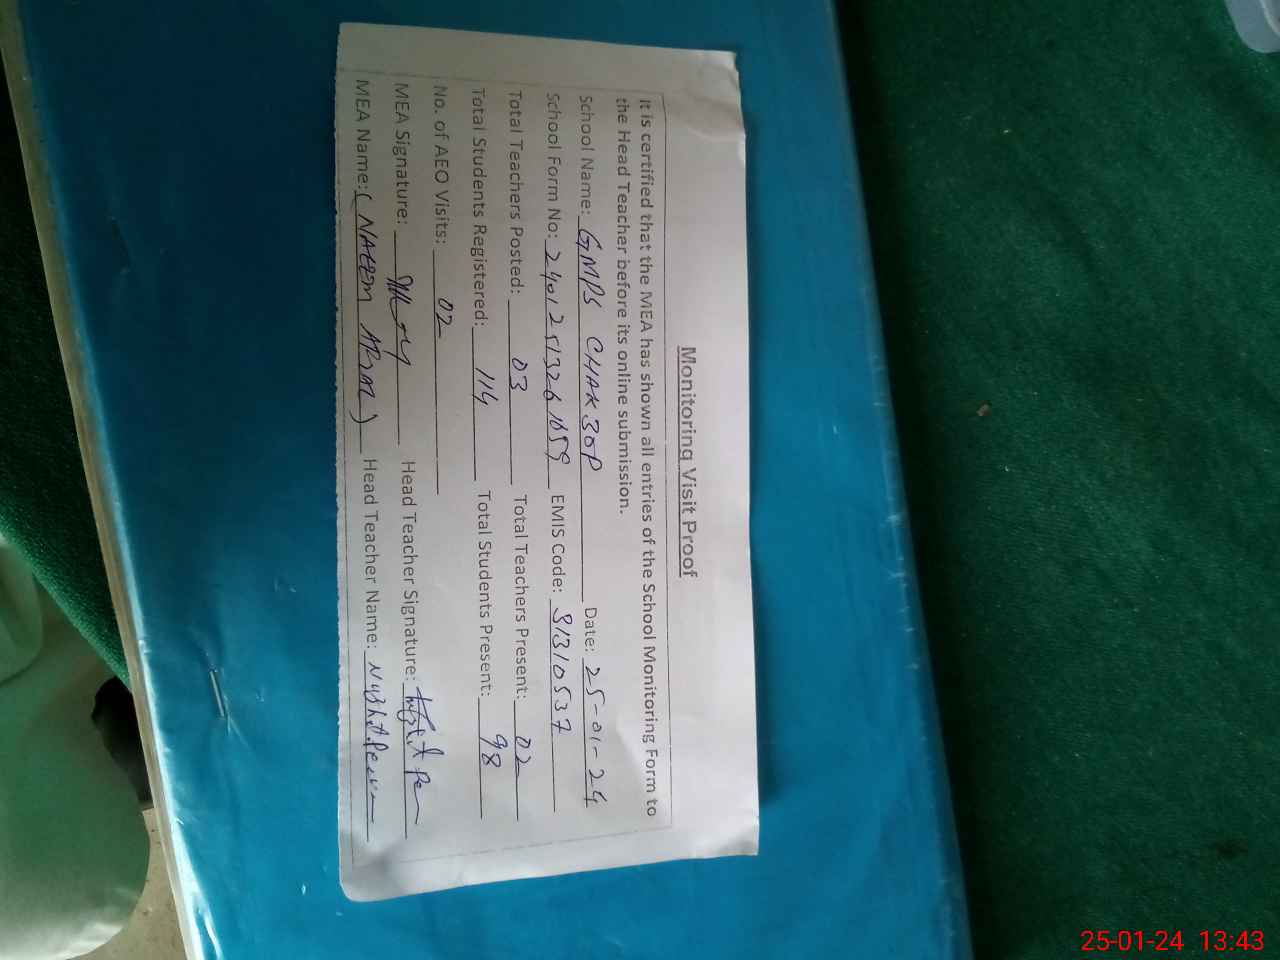 Monitoring Visit Proof
It is certified that the MEA has shown all entries of the School Monitoring Form to
the Head Teacher before its online submission.
School Name: GMPS CHAK 30P Date: 25-01-24
School Form No: EMIS Code: 31310537
Total Teachers Posted: 03 Total Teachers Present: 02
Total Students Registered: 114 Total Students Present: 98
No. of AEO Visits: 02
MEA Signature: Head Teacher Signature:
MEA Name: (NAEEM Head Teacher Name:
25-01-24 13:43